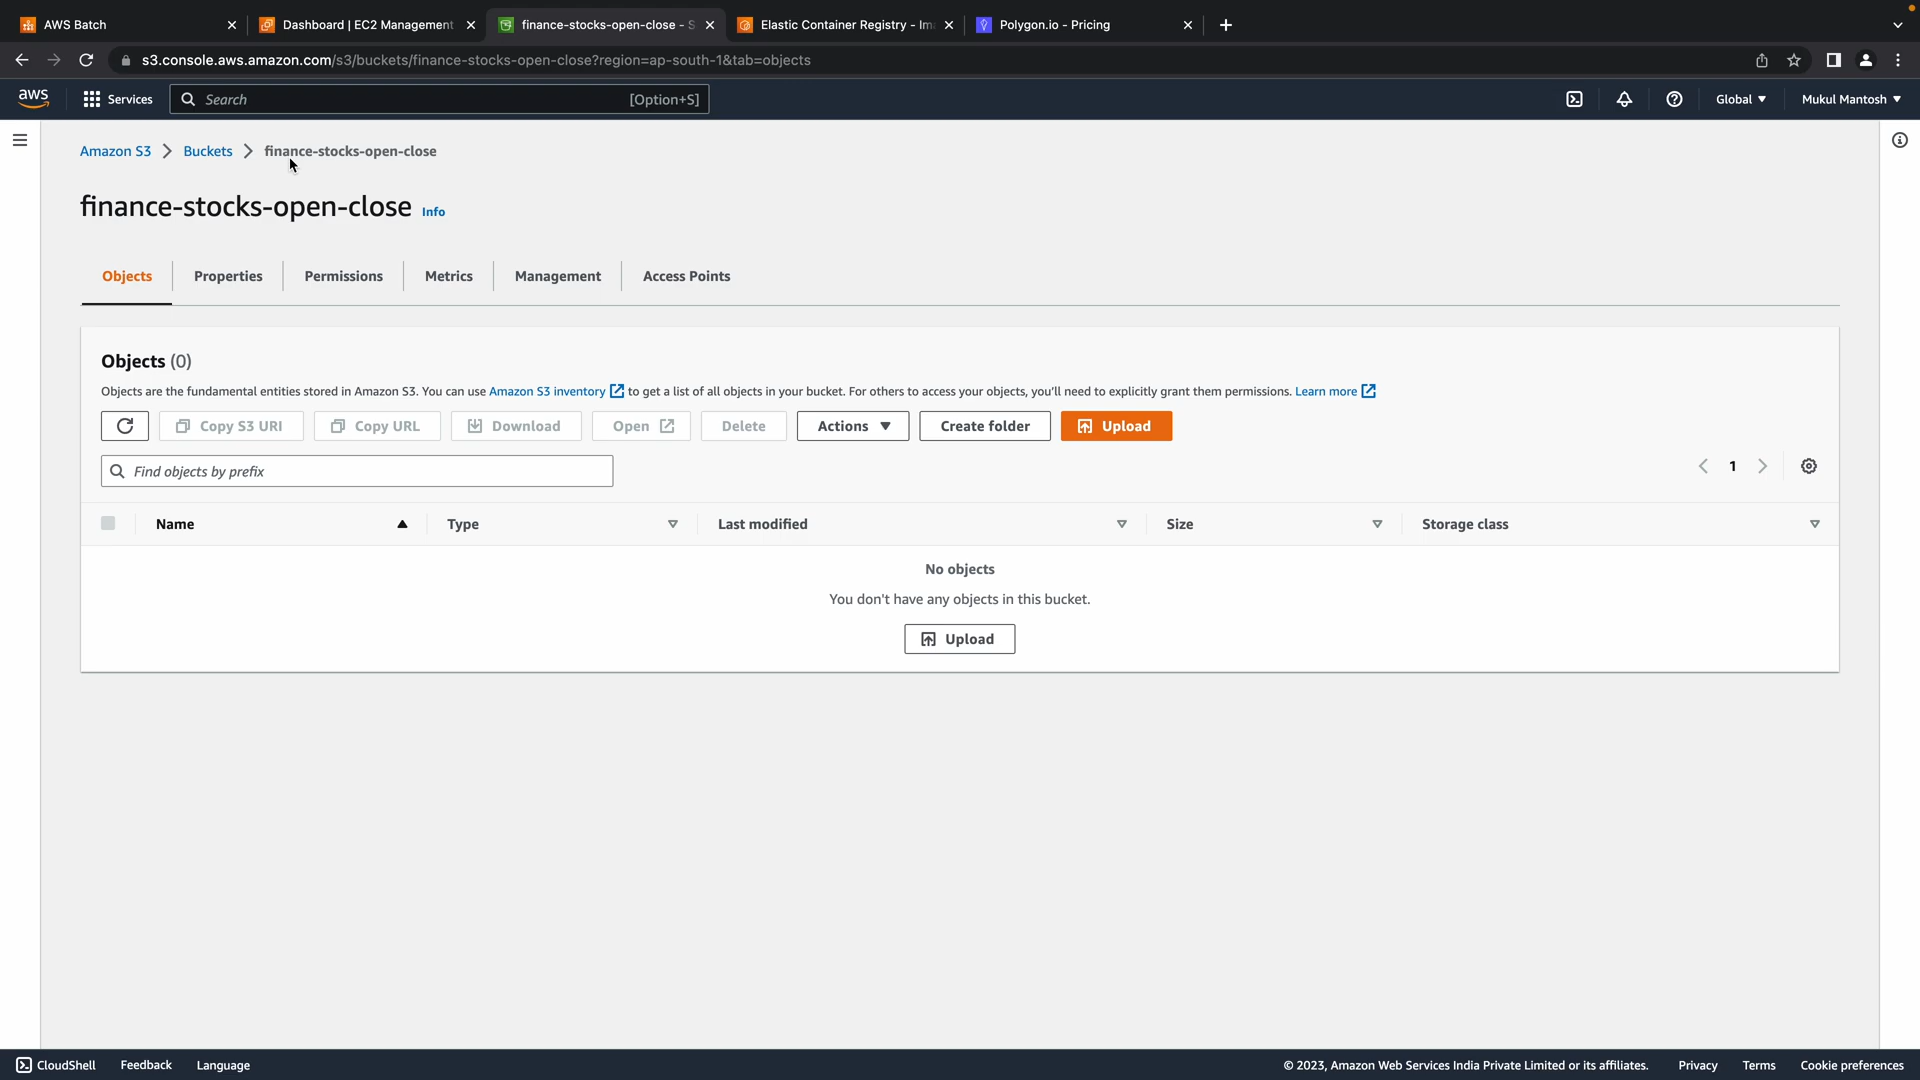 AWS Batch
Dashboard | EC2 Management
finance-stocks-open-close - S
Elastic Container Registry - Im
Polygon.io - Pricing
s3.console.aws.amazon.com/s3/buckets/finance-stocks-open-close?region=ap-south-1&tab=objects
aws
Services
Search
[Option+S]
Global
Mukul Mantosh
Amazon S3
Buckets
finance-stocks-open-close
finance-stocks-open-close Info
Objects
Properties
Permissions
Metrics
Management
Access Points
Objects (0)
Objects are the fundamental entities stored in Amazon S3. You can use Amazon S3 inventory to get a list of all objects in your bucket. For others to access your objects, you'll need to explicitly grant them permissions. Learn more
Copy S3 URI
Copy URL
Download
Open
Delete
Actions
Create folder
Upload
Find objects by prefix
1
Name
Type
Last modified
Size
Storage class
No objects
You don't have any objects in this bucket.
Upload
CloudShell
Feedback
Language
© 2023, Amazon Web Services India Private Limited or its affiliates.
Privacy
Terms
Cookie preferences